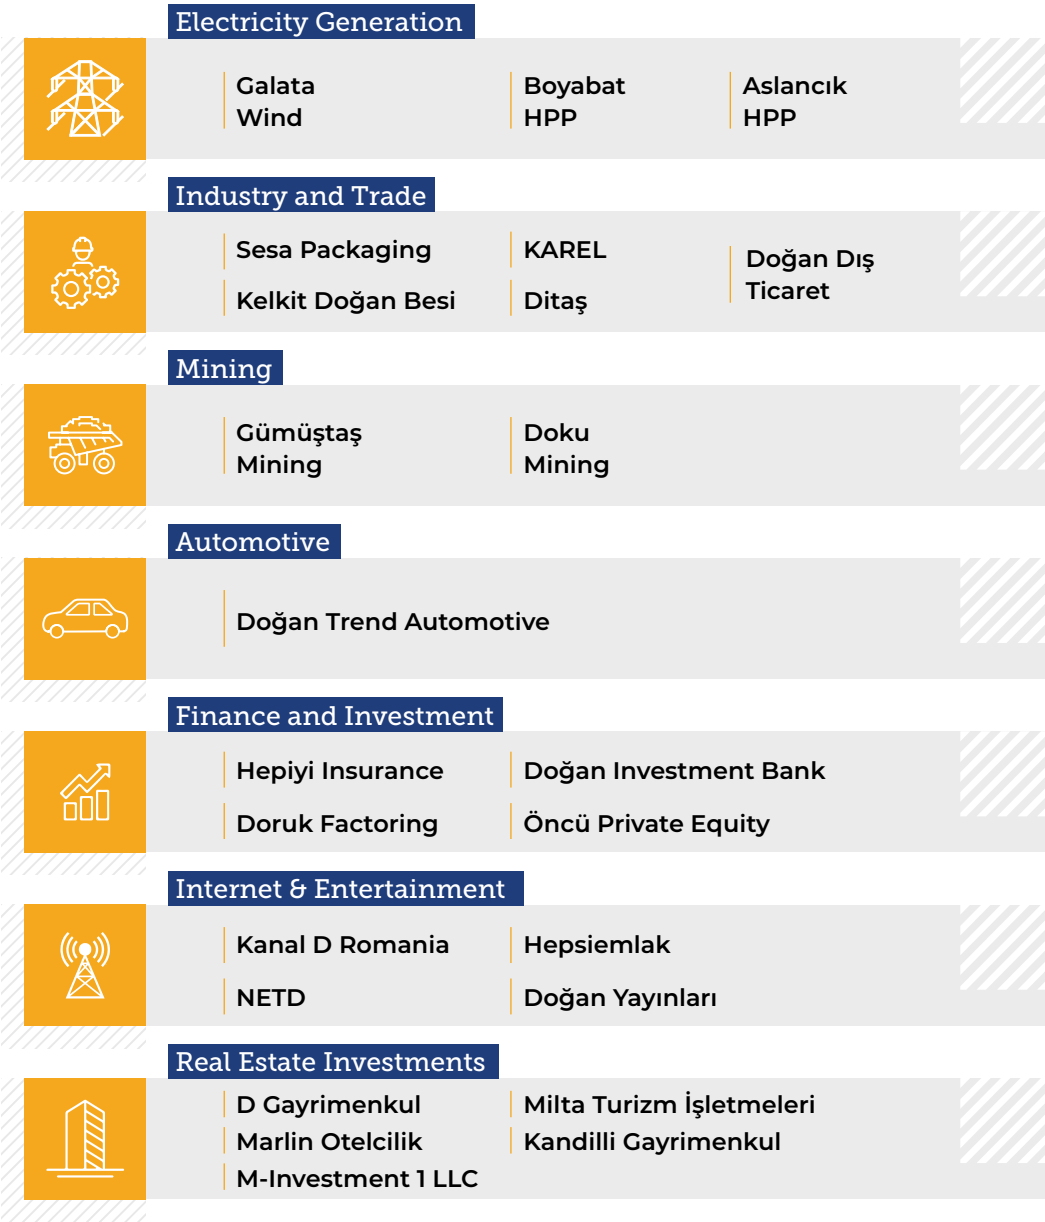 Electricity Generation
Galata
Wind
Boyabat
HPP
Aslancık
HPP
Industry and Trade
Sesa Packaging
Kelkit Doğan Besi
KAREL
Ditaş
Doğan Dış
Ticaret
Mining
Gümüştaş
Mining
Doku
Mining
Automotive
Doğan Trend Automotive
Finance and Investment
Hepiyi Insurance
Doğan Investment Bank
Doruk Factoring
Öncü Private Equity
Internet & Entertainment
Kanal D Romania
Hepsiemlak
NETD
Doğan Yayınları
Real Estate Investments
D Gayrimenkul
Milta Turizm İşletmeleri
Marlin Otelcilik
Kandilli Gayrimenkul
M-Investment 1 LLC